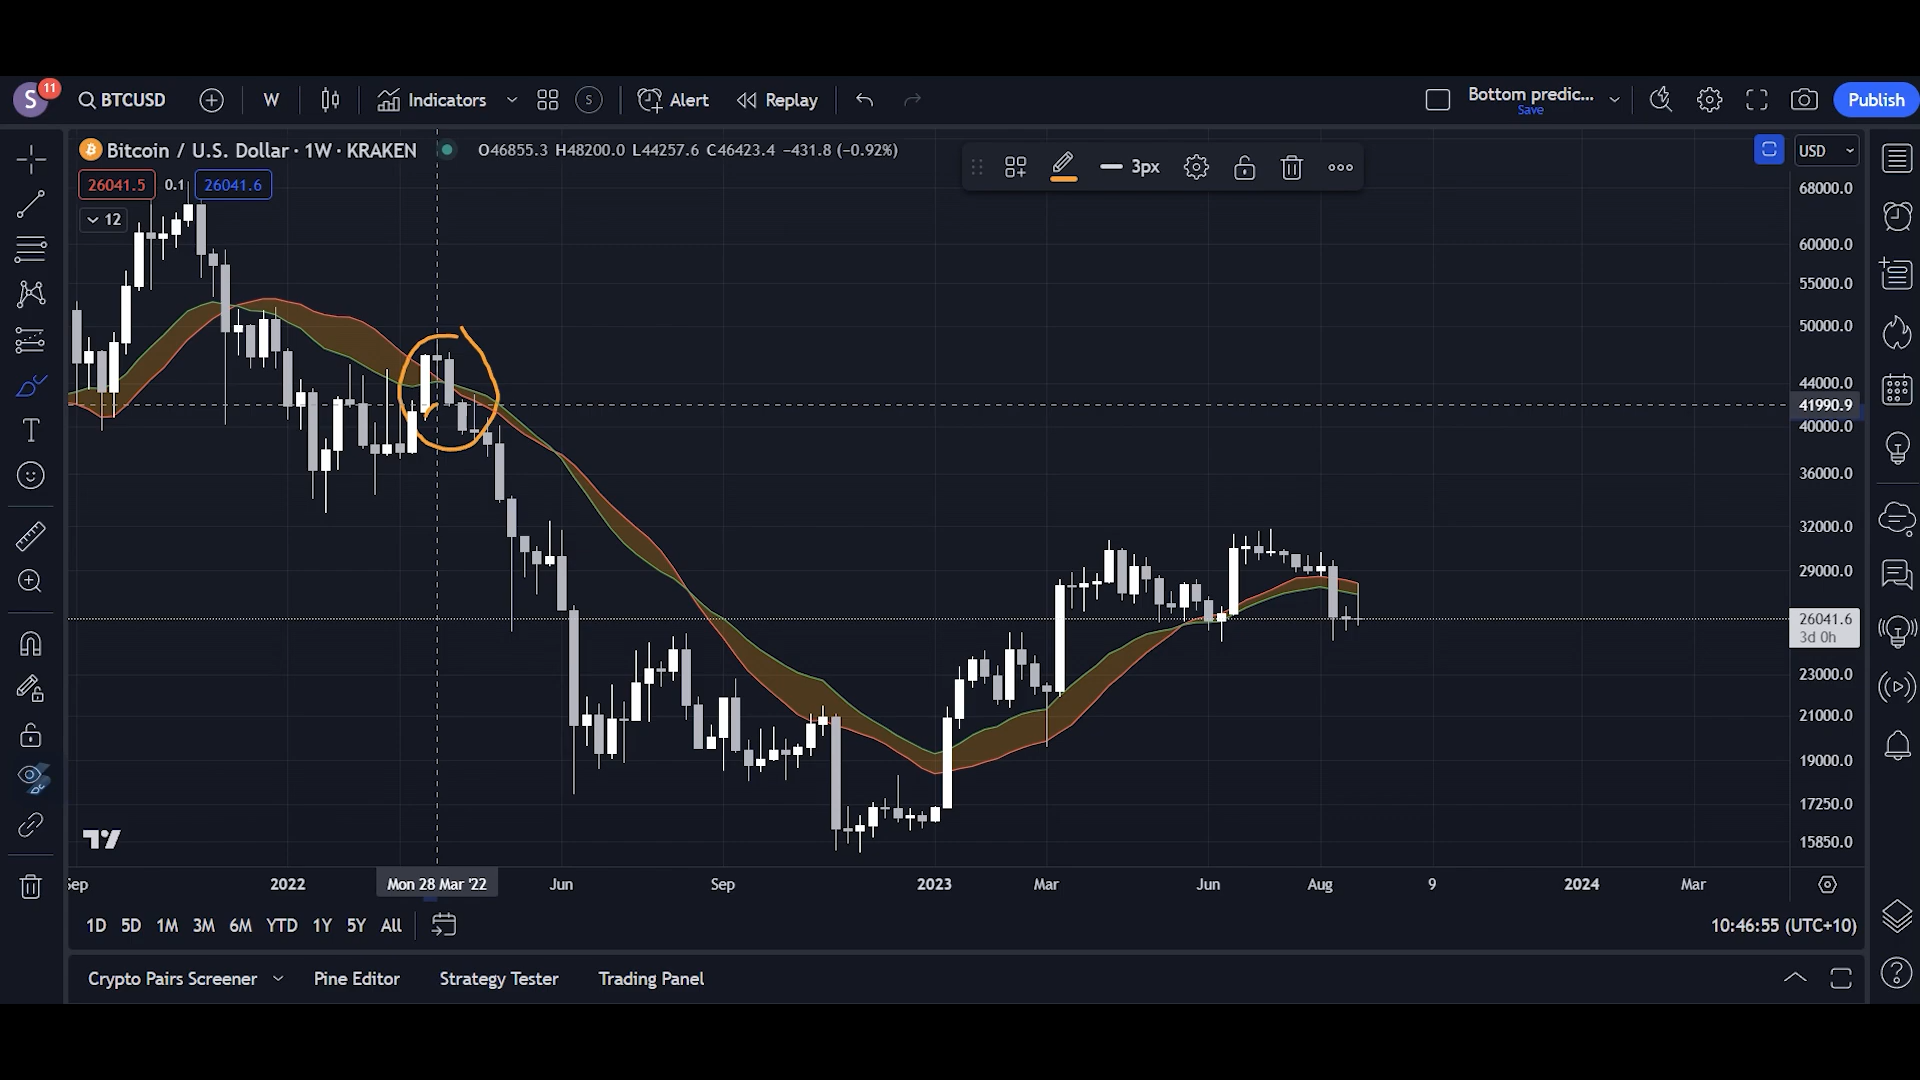 S 11 BTCUSD W Indicators S Alert Replay Bottom predic... Save Publish
Bitcoin / U.S. Dollar · 1W · KRAKEN O46855.3 H48200.0 L44257.6 C46423.4 −431.8 (−0.92%) 3px USD
26041.5 0.1 26041.6
12
68000.0
60000.0
55000.0
50000.0
44000.0
41990.9
40000.0
36000.0
32000.0
29000.0
26041.6
3d 0h
23000.0
21000.0
19000.0
17250.0
15850.0
Sep 2022 Mon 28 Mar '22 Jun Sep 2023 Mar Jun Aug 9 2024 Mar
1D 5D 1M 3M 6M YTD 1Y 5Y All 10:46:55 (UTC+10)
Crypto Pairs Screener Pine Editor Strategy Tester Trading Panel